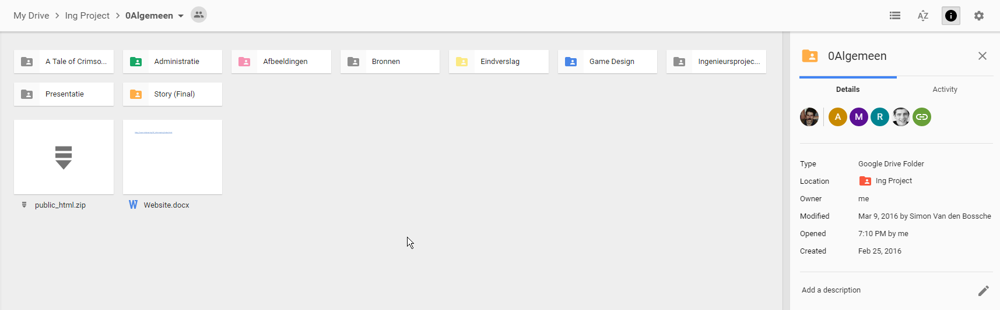 My Drive > Ing Project > 0Algemeen
AZ
A Tale of Crimso...
Administratie
Afbeeldingen
Bronnen
Eindverslag
Game Design
Ingenieursprojec...
Presentatie
Story (Final)
public_html.zip
W Website.docx
0Algemeen
Details Activity
A M R
Type Google Drive Folder
Location Ing Project
Owner me
Modified Mar 9, 2016 by Simon Van den Bossche
Opened 7:10 PM by me
Created Feb 25, 2016
Add a description